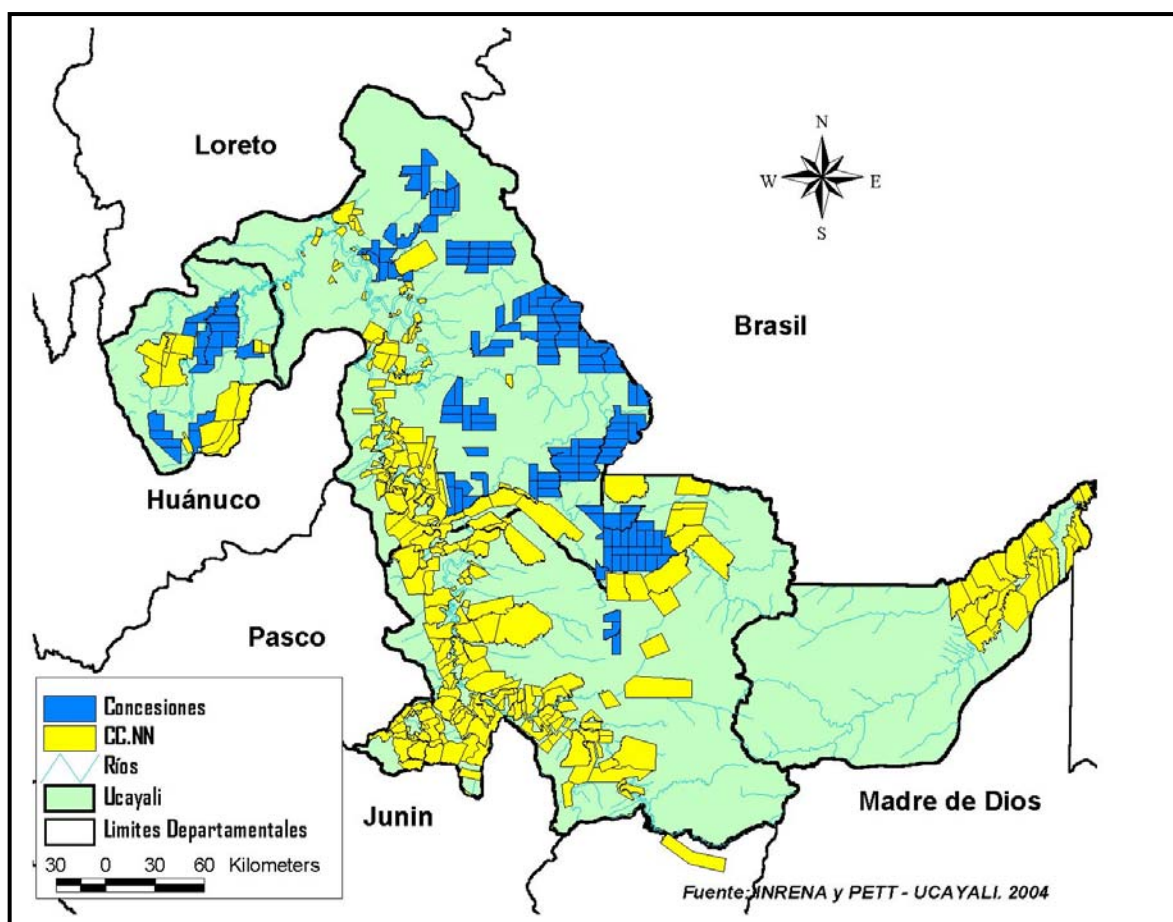 Loreto
N
W E
S
Brasil
Huánuco
Pasco
Concesiones
CC.NN
Ríos
Ucayali
Limites Departamentales
30 0 30 60 Kilometers
Junin
Madre de Dios
Fuente: INRENA y PETT - UCAYALI. 2004